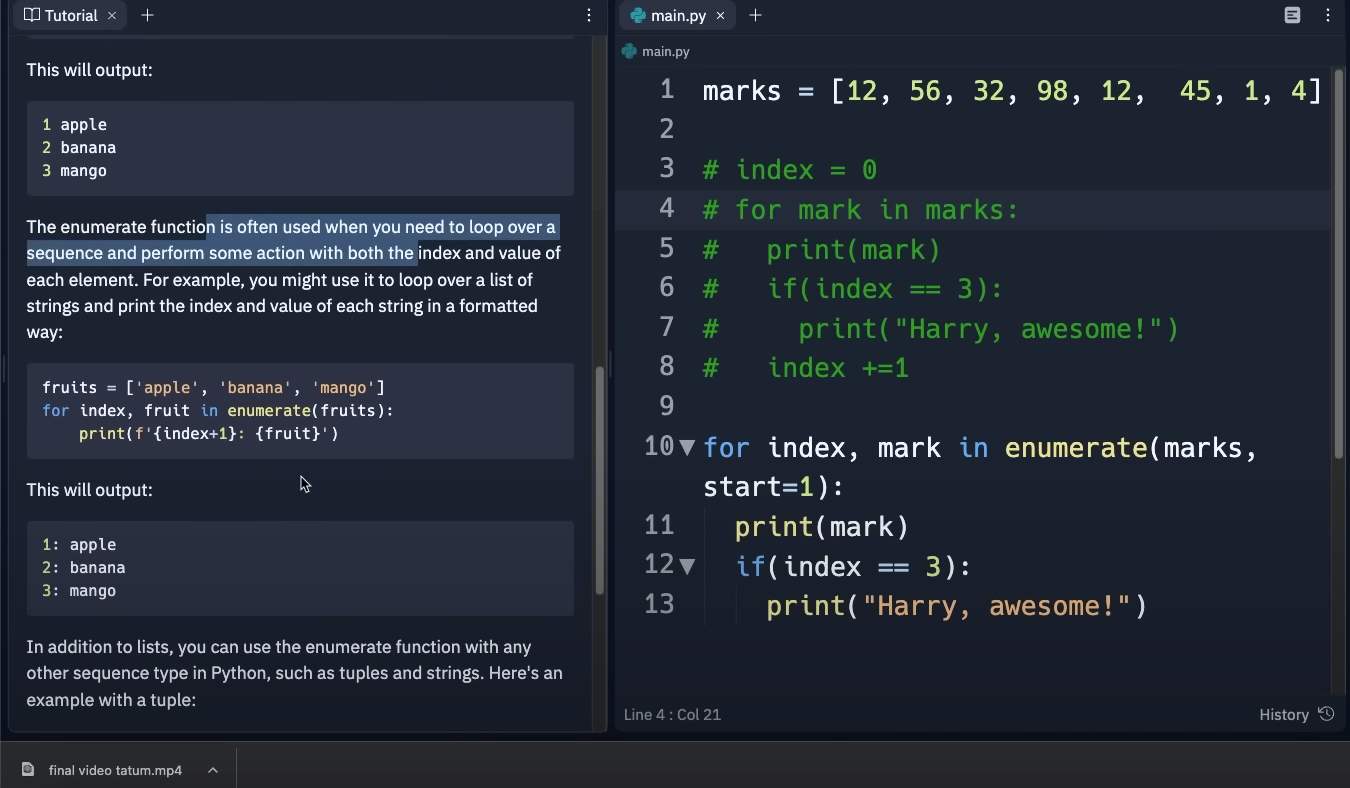 Tutorial
This will output:
1 apple
2 banana
3 mango
The enumerate function is often used when you need to loop over a
sequence and perform some action with both the index and value of
each element. For example, you might use it to loop over a list of
strings and print the index and value of each string in a formatted
way:
fruits = ['apple', 'banana', 'mango']
for index, fruit in enumerate(fruits):
    print(f'{index+1}: {fruit}')
This will output:
1: apple
2: banana
3: mango
In addition to lists, you can use the enumerate function with any
other sequence type in Python, such as tuples and strings. Here's an
example with a tuple:
main.py
main.py
1 marks = [12, 56, 32, 98, 12,  45, 1, 4]
2
3 # index = 0
4 # for mark in marks:
5 #   print(mark)
6 #   if(index == 3):
7 #     print("Harry, awesome!")
8 #   index +=1
9
10 for index, mark in enumerate(marks,
start=1):
11   print(mark)
12   if(index == 3):
13     print("Harry, awesome!")
Line 4 : Col 21
History
final video tatum.mp4